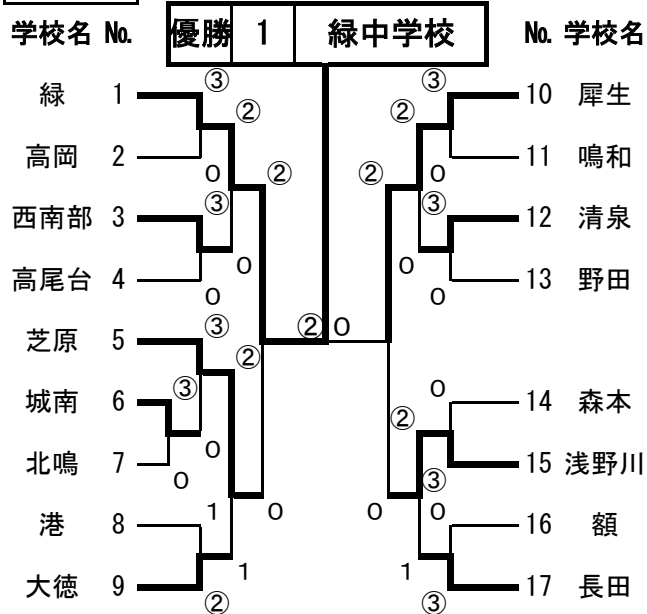 学校名 No. 優勝 1 緑中学校 No. 学校名
③ ③
緑 1 10 犀生
② ②
高岡 2 11 鳴和
0 ② ② 0
③ ③
西南部 3 12 清泉
0 0
高尾台 4 13 野田
0 0
③ ② 0
芝原 5
②
③ 0
城南 6 14 森本
②
0
北鳴 7 15 浅野川
0 ③
1 0 0 0
港 8 16 額
1 1
大徳 9 17 長田
② ③